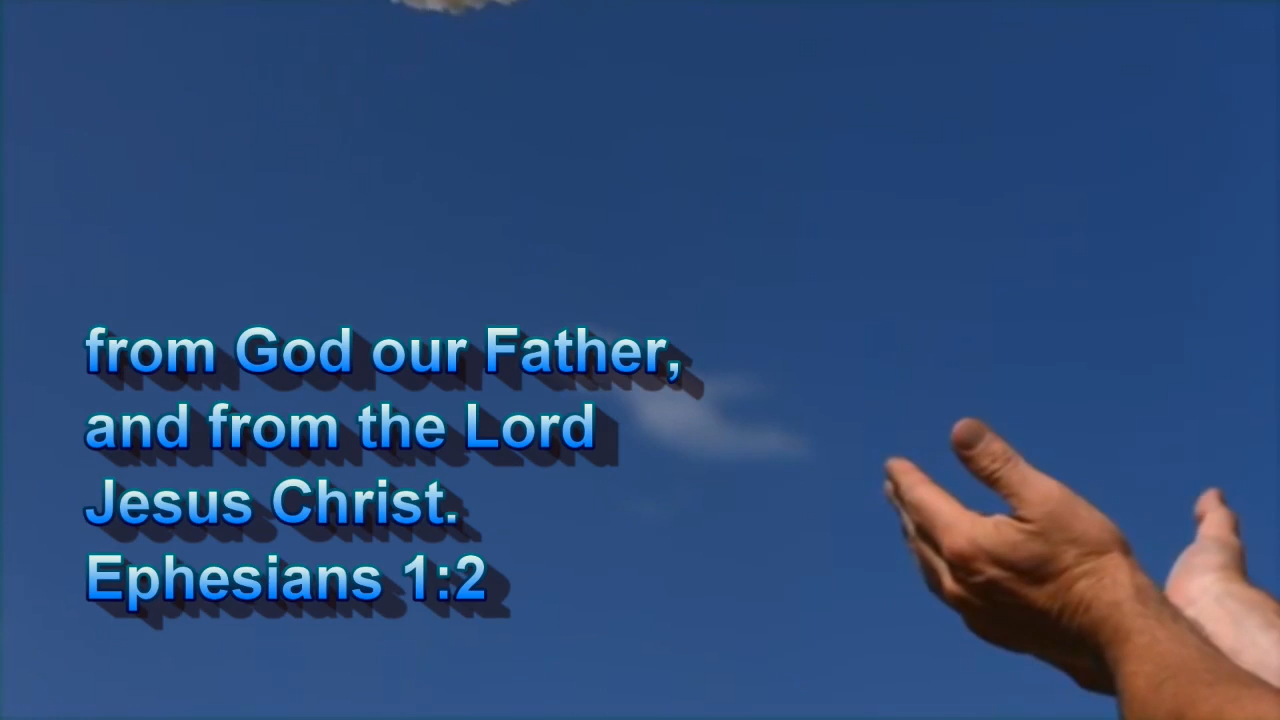 from God our Father,
and from the Lord
Jesus Christ.
Ephesians 1:2